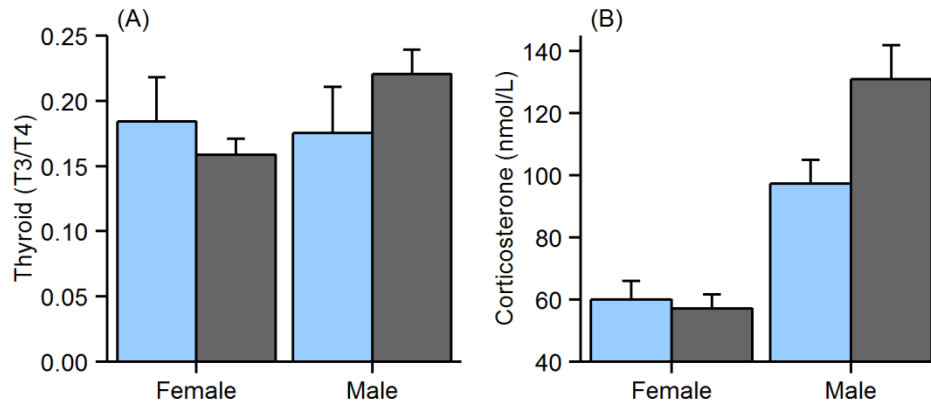 (A)
Thyroid (T3/T4)
0.25
0.20
0.15
0.10
0.05
0.00
Female Male
(B)
Corticosterone (nmol/L)
140
120
100
80
60
40
Female Male